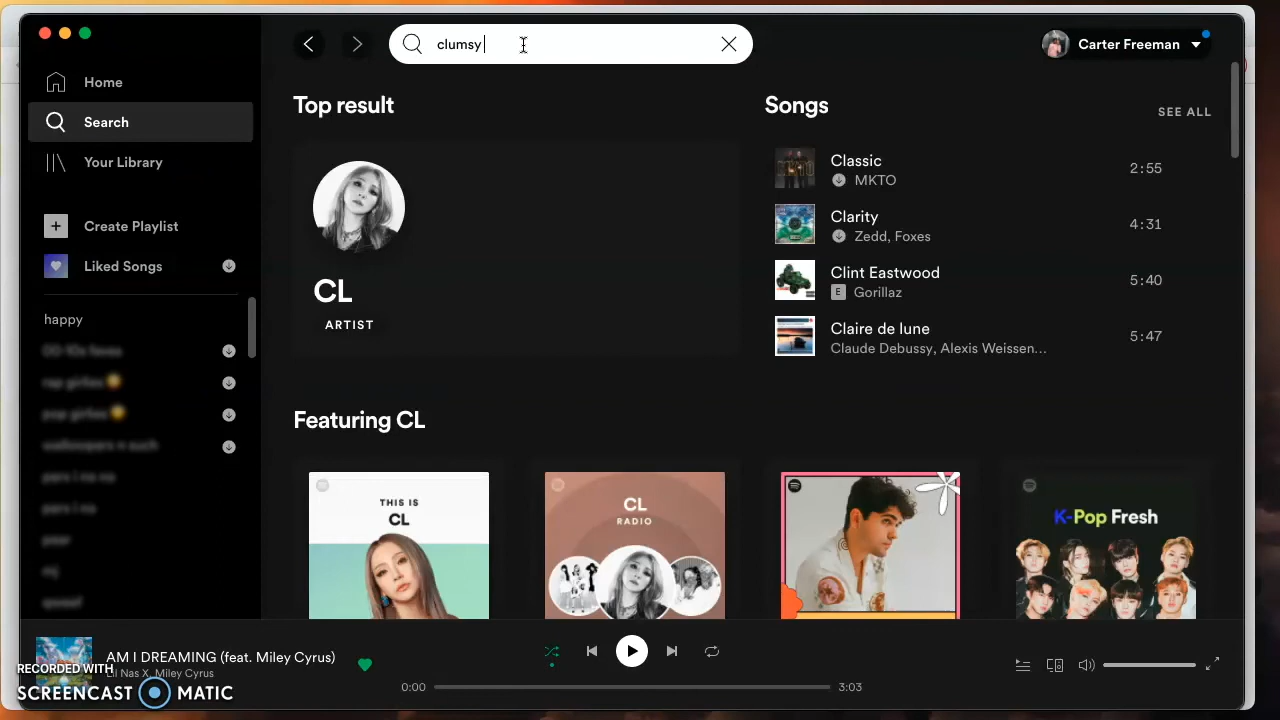 clumsy
Carter Freeman
Home
Search
Your Library
Create Playlist
Liked Songs
happy
Top result
CL
ARTIST
Songs
SEE ALL
Classic
MKTO
2:55
Clarity
Zedd, Foxes
4:31
Clint Eastwood
E Gorillaz
5:40
Claire de lune
Claude Debussy, Alexis Weissen...
5:47
Featuring CL
THIS IS
CL
CL
RADIO
K-Pop Fresh
AM I DREAMING (feat. Miley Cyrus)
Lil Nas X, Miley Cyrus
0:00
3:03
RECORDED WITH
SCREENCAST MATIC